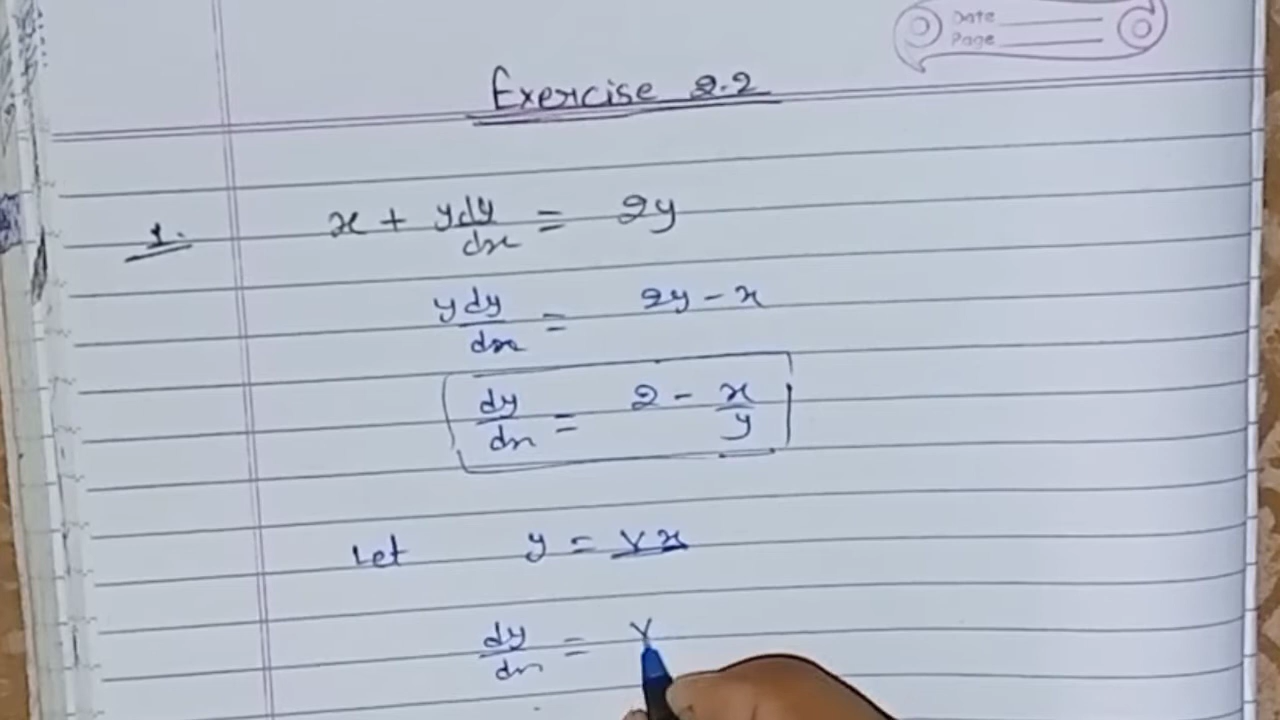 Date
Page
Exercise 2.2
1. x + y dy/dx = 2y
y dy/dx = 2y - x
dy/dx = 2 - x/y
Let y = vx
dy/dx = v